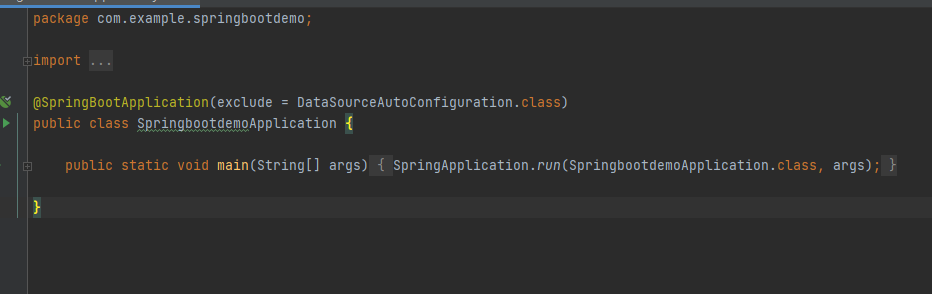 package com.example.springbootdemo;
import ...
@SpringBootApplication(exclude = DataSourceAutoConfiguration.class)
public class SpringbootdemoApplication {
public static void main(String[] args) { SpringApplication.run(SpringbootdemoApplication.class, args); }
}